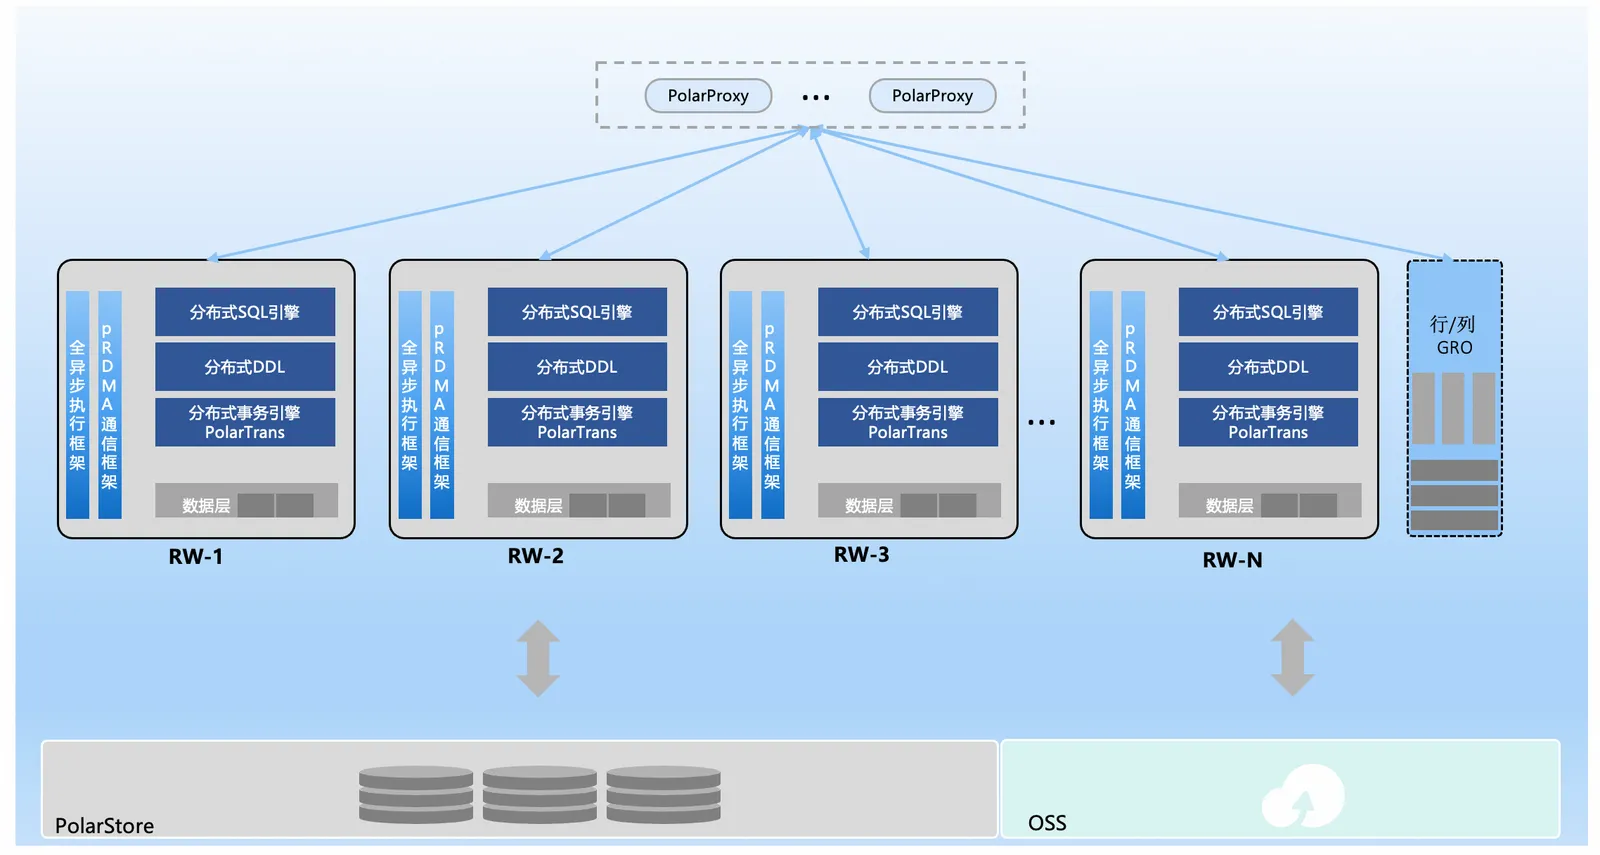 PolarProxy ... PolarProxy
全异步执行框架
pRDMA通信框架
分布式SQL引擎
分布式DDL
分布式事务引擎
PolarTrans
数据层
RW-1
全异步执行框架
pRDMA通信框架
分布式SQL引擎
分布式DDL
分布式事务引擎
PolarTrans
数据层
RW-2
全异步执行框架
pRDMA通信框架
分布式SQL引擎
分布式DDL
分布式事务引擎
PolarTrans
数据层
RW-3
...
全异步执行框架
pRDMA通信框架
分布式SQL引擎
分布式DDL
分布式事务引擎
PolarTrans
数据层
RW-N
行/列
GRO
PolarStore
OSS